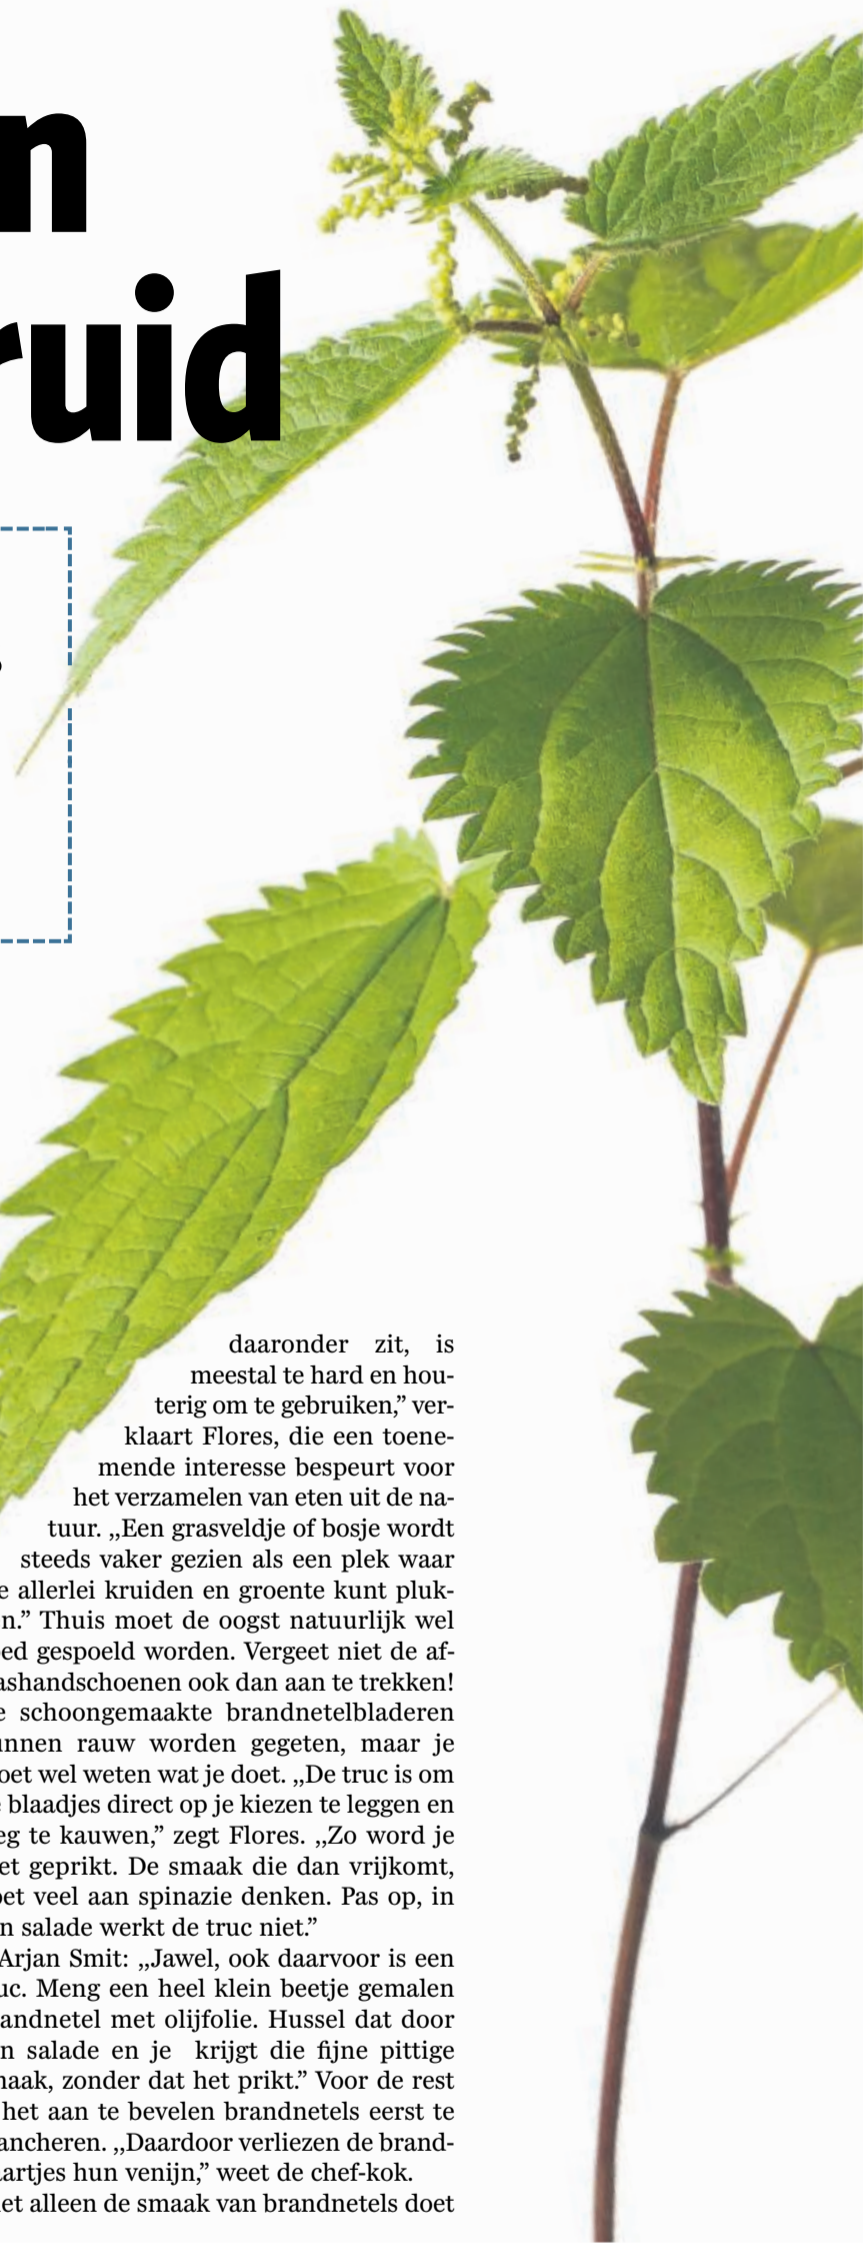 n
ruid
daaronder zit, is
meestal te hard en hou-
terig om te gebruiken,” ver-
klaart Flores, die een toene-
mende interesse bespeurt voor
het verzamelen van eten uit de na-
tuur. „Een grasveldje of bosje wordt
steeds vaker gezien als een plek waar
e allerlei kruiden en groente kunt pluk-
n.” Thuis moet de oogst natuurlijk wel
ed gespoeld worden. Vergeet niet de af-
ashandschoenen ook dan aan te trekken!
e schoongemaakte brandnetelbladeren
unnen rauw worden gegeten, maar je
oet wel weten wat je doet. „De truc is om
e blaadjes direct op je kiezen te leggen en
eg te kauwen,” zegt Flores. „Zo word je
et geprikt. De smaak die dan vrijkomt,
oet veel aan spinazie denken. Pas op, in
n salade werkt de truc niet.”
Arjan Smit: „Jawel, ook daarvoor is een
uc. Meng een heel klein beetje gemalen
andnetel met olijfolie. Hussel dat door
n salade en je krijgt die fijne pittige
naak, zonder dat het prikt.” Voor de rest
het aan te bevelen brandnetels eerst te
ancheren. „Daardoor verliezen de brand-
artjes hun venijn,” weet de chef-kok.
et alleen de smaak van brandnetels doet